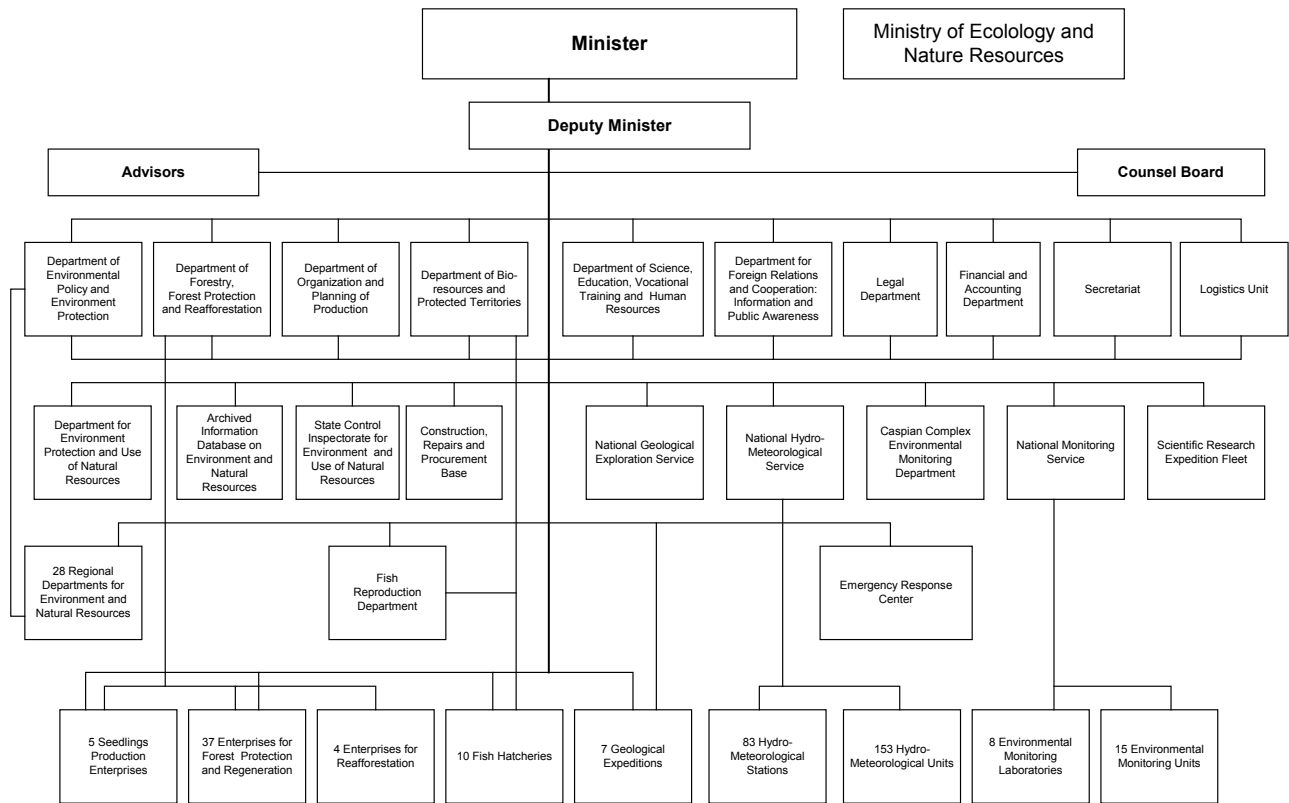 Minister
Ministry of Ecolology and
Nature Resources
Deputy Minister
Advisors
Counsel Board
Department of
Environmental
Policy and
Environment
Protection
Department of
Forestry,
Forest Protection
and Reafforestation
Department of
Organization and
Planning of
Production
Department of Bio-
resources and
Protected Territories
Department of Science,
Education, Vocational
Training and Human
Resources
Department for
Foreign Relations
and Cooperation:
Information and
Public Awareness
Legal
Department
Financial and
Accounting
Department
Secretariat
Logistics Unit
Department for
Environment
Protection and Use
of Natural
Resources
Archived
Information
Database on
Environment and
Natural
Resources
State Control
Inspectorate for
Environment and
Use of Natural
Resources
Construction,
Repairs and
Procurement
Base
National Geological
Exploration Service
National Hydro-
Meteorological
Service
Caspian Complex
Environmental
Monitoring
Department
National Monitoring
Service
Scientific Research
Expedition Fleet
28 Regional
Departments for
Environment and
Natural Resources
Fish
Reproduction
Department
Emergency Response
Center
5 Seedlings
Production
Enterprises
37 Enterprises for
Forest Protection
and Regeneration
4 Enterprises for
Reafforestation
10 Fish Hatcheries
7 Geological
Expeditions
83 Hydro-
Meteorological
Stations
153 Hydro-
Meteorological Units
8 Environmental
Monitoring
Laboratories
15 Environmental
Monitoring Units